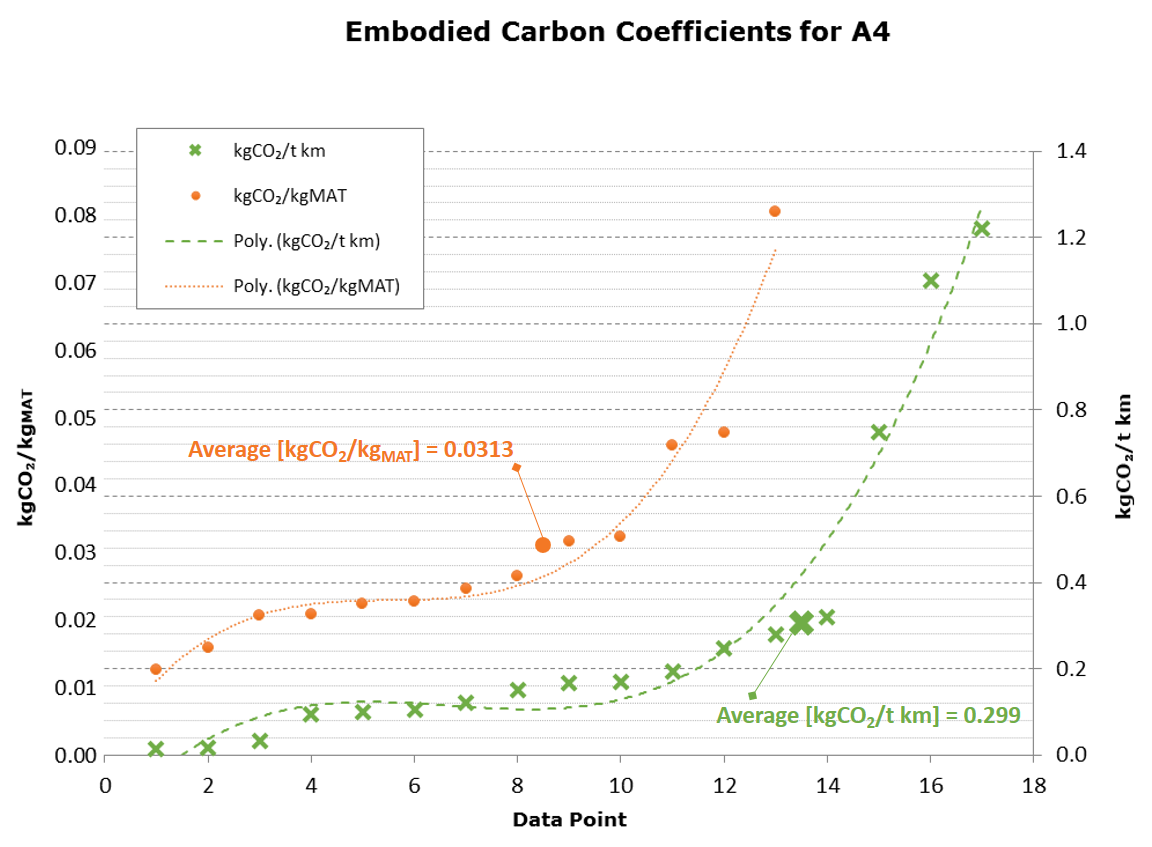 Embodied Carbon Coefficients for A4
kgCO₂/t km
kgCO₂/kgMAT
Poly. (kgCO₂/t km)
Poly. (kgCO₂/kgMAT)
0.09
0.08
0.07
0.06
0.05
0.04
0.03
0.02
0.01
0.00
kgCO₂/kgMAT
1.4
1.2
1.0
0.8
0.6
0.4
0.2
0.0
kgCO₂/t km
Average [kgCO₂/kgMAT] = 0.0313
Average [kgCO₂/t km] = 0.299
0 2 4 6 8 10 12 14 16 18
Data Point